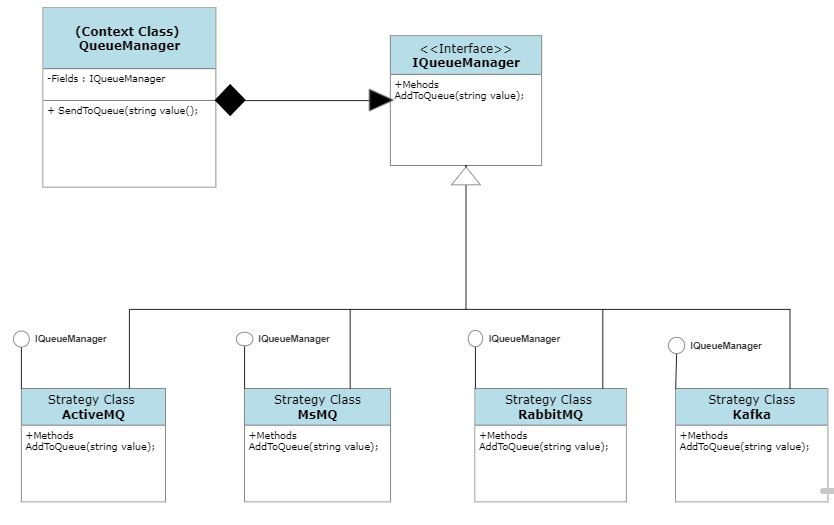 (Context Class)
QueueManager
-Fields : IQueueManager
+ SendToQueue(string value();
<<Interface>>
IQueueManager
+Mehods
AddToQueue(string value);
IQueueManager
IQueueManager
IQueueManager
IQueueManager
Strategy Class
ActiveMQ
+Methods
AddToQueue(string value);
Strategy Class
MsMQ
+Methods
AddToQueue(string value);
Strategy Class
RabbitMQ
+Methods
AddToQueue(string value);
Strategy Class
Kafka
+Methods
AddToQueue(string value);